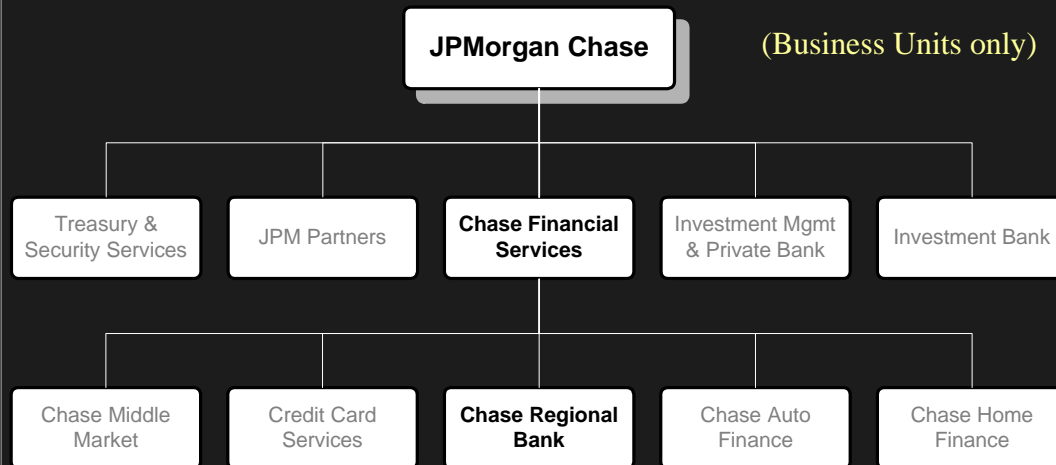 JPMorgan Chase
(Business Units only)
Treasury &
Security Services
JPM Partners
Chase Financial
Services
Investment Mgmt
& Private Bank
Investment Bank
Chase Middle
Market
Credit Card
Services
Chase Regional
Bank
Chase Auto
Finance
Chase Home
Finance